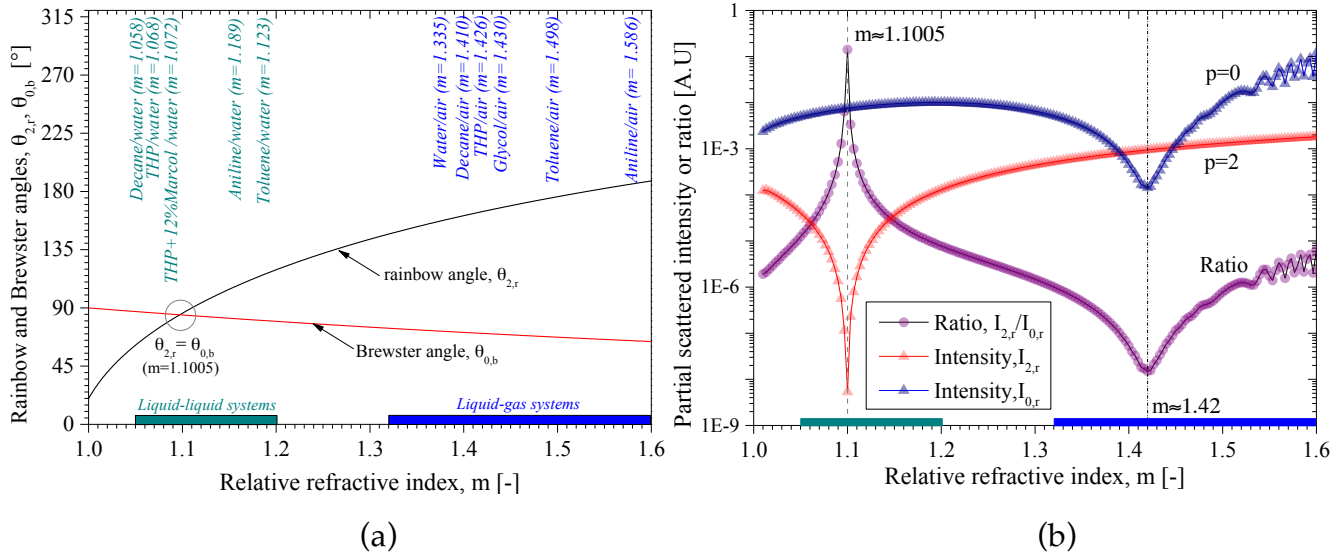 315
270
225
180
135
90
45
0
1.0
1.1
1.2
1.3
1.4
1.5
1.6
Rainbow and Brewster angles, θ2,r, θ0,b [°]
Relative refractive index, m [-]
Decane/water (m=1.058)
THP/water (m=1.068)
THP+12%Marcol /water (m=1.072)
Aniline/water (m=1.189)
Toluene/water (m=1.123)
Water/air (m=1.335)
Decane/air (m=1.410)
THP/air (m=1.426)
Glycol/air (m=1.430)
Toluene/air (m=1.498)
Aniline/air (m= 1.586)
rainbow angle, θ2,r
Brewster angle, θ0,b
θ2,r = θ0,b
(m=1.1005)
Liquid-liquid systems
Liquid-gas systems
(a)
1
1E-3
1E-6
1E-9
1.0
1.1
1.2
1.3
1.4
1.5
1.6
Partial scattered intensity or ratio [A.U]
Relative refractive index, m [-]
m≈1.1005
p=0
p=2
Ratio
Ratio, I2,r/I0,r
Intensity,I2,r
Intensity,I0,r
m≈1.42
(b)